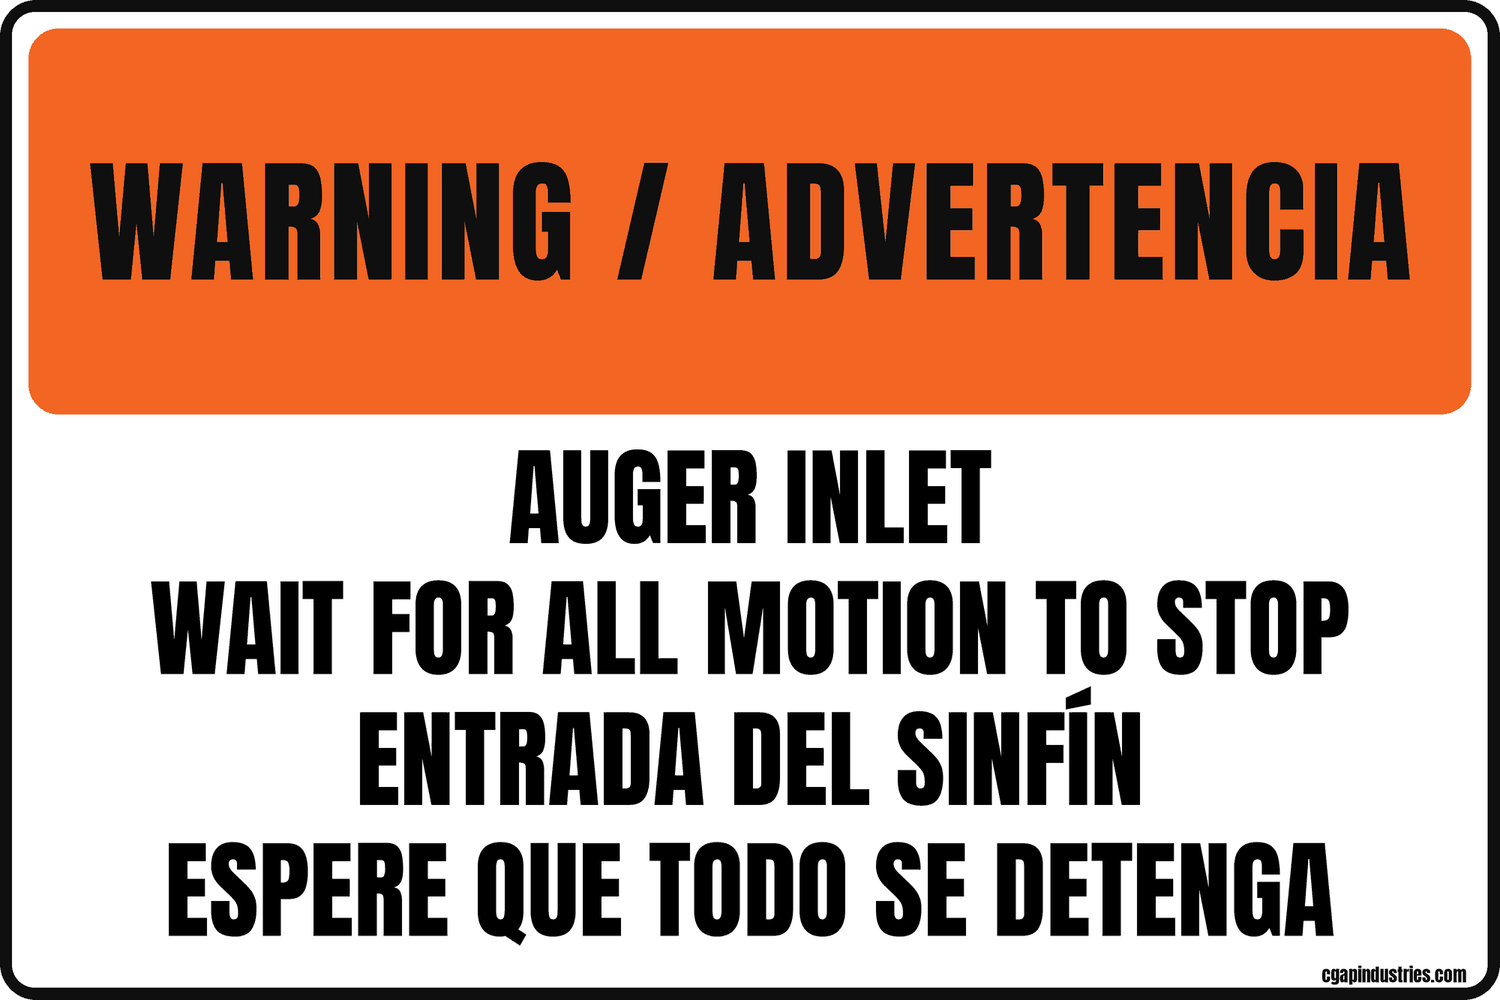 WARNING / ADVERTENCIA
AUGER INLET
WAIT FOR ALL MOTION TO STOP
ENTRADA DEL SINFÍN
ESPERE QUE TODO SE DETENGA
cgapindustries.com